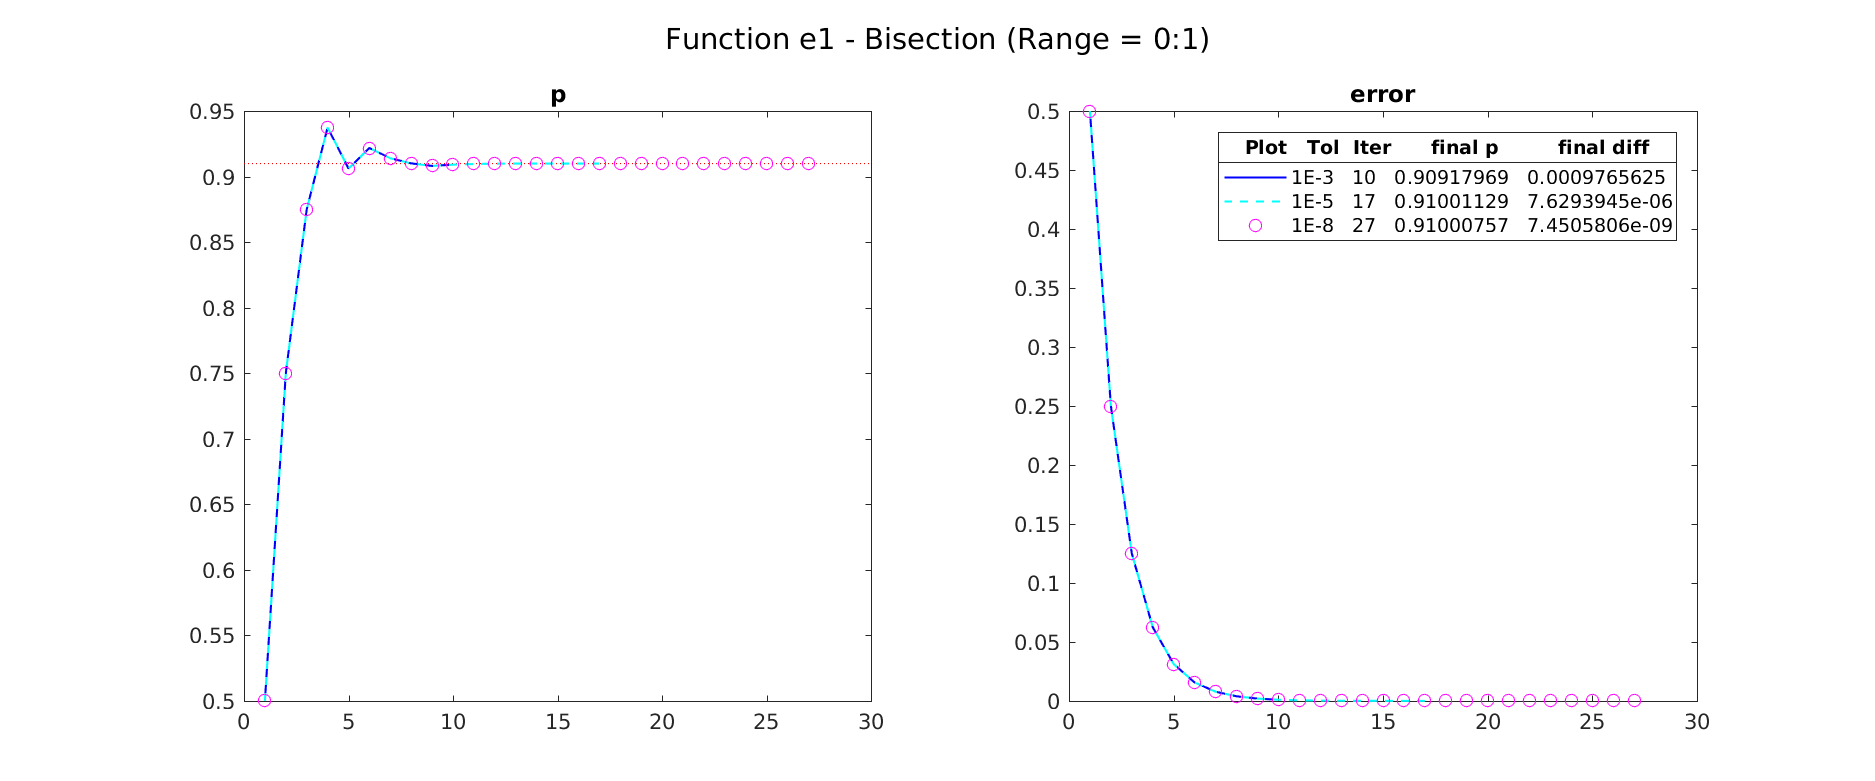 Function e1 - Bisection (Range = 0:1)
p
0.95
0.9
0.85
0.8
0.75
0.7
0.65
0.6
0.55
0.5
0 5 10 15 20 25 30
error
0.5
0.45
0.4
0.35
0.3
0.25
0.2
0.15
0.1
0.05
0
0 5 10 15 20 25 30
Plot Tol Iter final p final diff
1E-3 10 0.90917969 0.0009765625
1E-5 17 0.91001129 7.6293945e-06
1E-8 27 0.91000757 7.4505806e-09